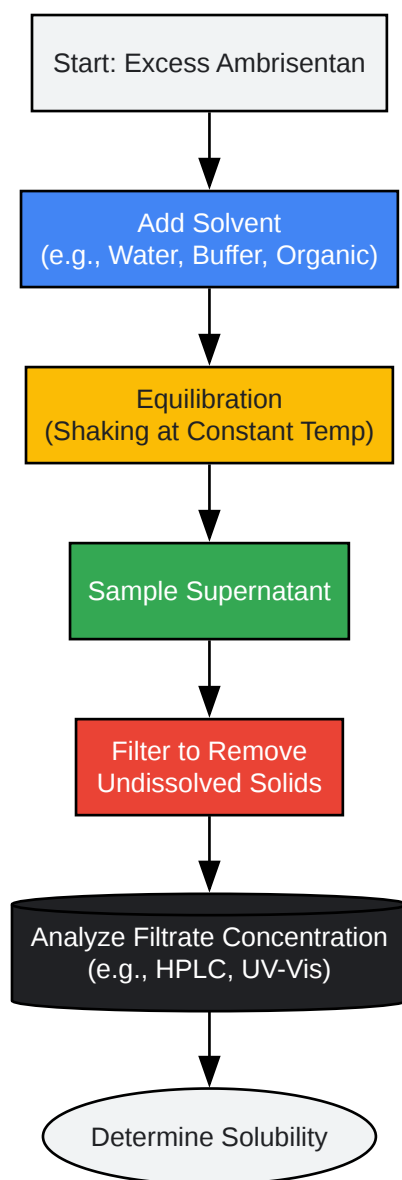 Start: Excess Ambrisentan
Add Solvent
(e.g., Water, Buffer, Organic)
Equilibration
(Shaking at Constant Temp)
Sample Supernatant
Filter to Remove
Undissolved Solids
Analyze Filtrate Concentration
(e.g., HPLC, UV-Vis)
Determine Solubility